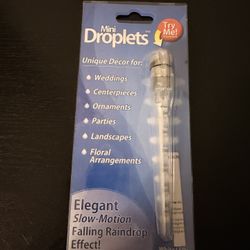 Mini
Droplets
Try
Me!
Unique Decor for:
Weddings
Centerpieces
Ornaments
Parties
Landscapes
Floral
Arrangements
Elegant
Slow-Motion
Falling Raindrop
Effect!